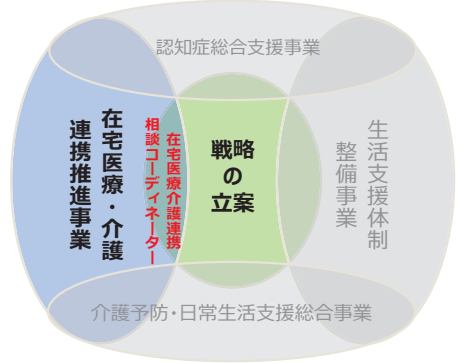 認知症総合支援事業
生活支援体制
整備事業
戦略
の
立案
在宅医療介護連携
相談コーディネーター
在宅医療・介護
連携推進事業
介護予防・日常生活支援総合事業